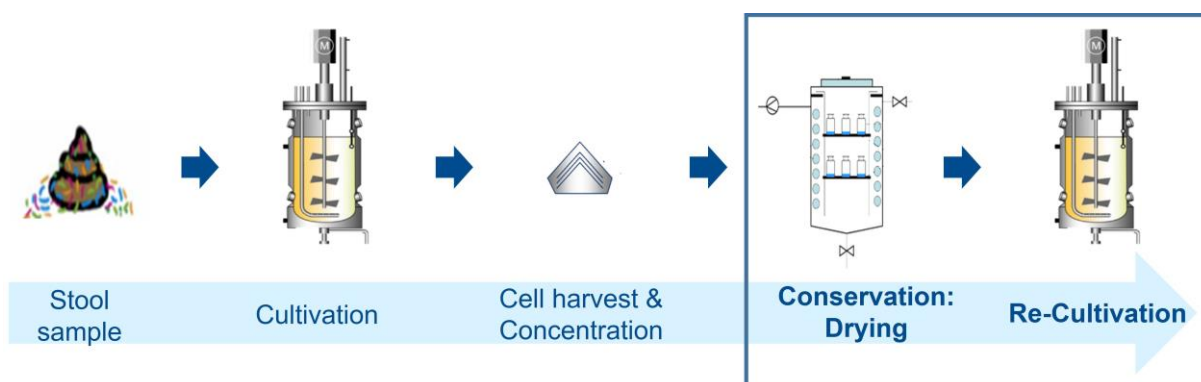 M
M
Stool
sample
Cultivation
Cell harvest &
Concentration
Conservation:
Drying
Re-Cultivation